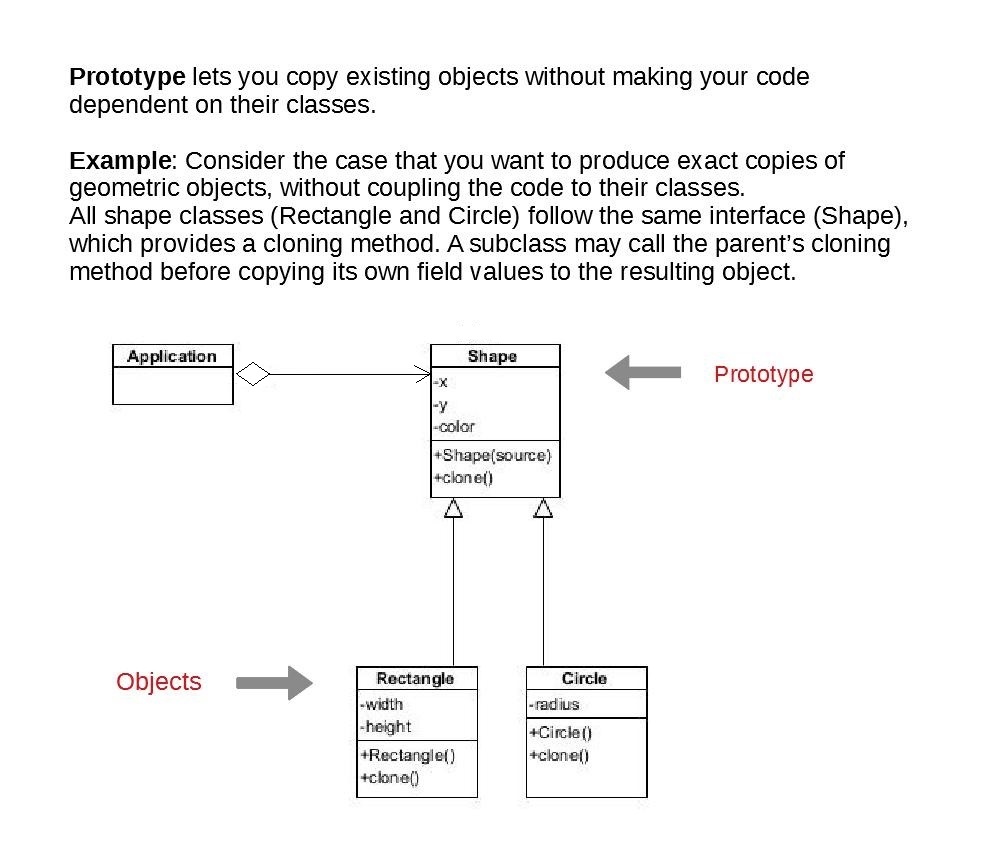 Prototype lets you copy existing objects without making your code
dependent on their classes.
Example: Consider the case that you want to produce exact copies of
geometric objects, without coupling the code to their classes.
All shape classes (Rectangle and Circle) follow the same interface (Shape),
which provides a cloning method. A subclass may call the parent’s cloning
method before copying its own field values to the resulting object.
Application
Shape
-x
-y
-color
+Shape(source)
+clone()
Prototype
Objects
Rectangle
-width
-height
+Rectangle()
+clone()
Circle
-radius
+Circle()
+clone()